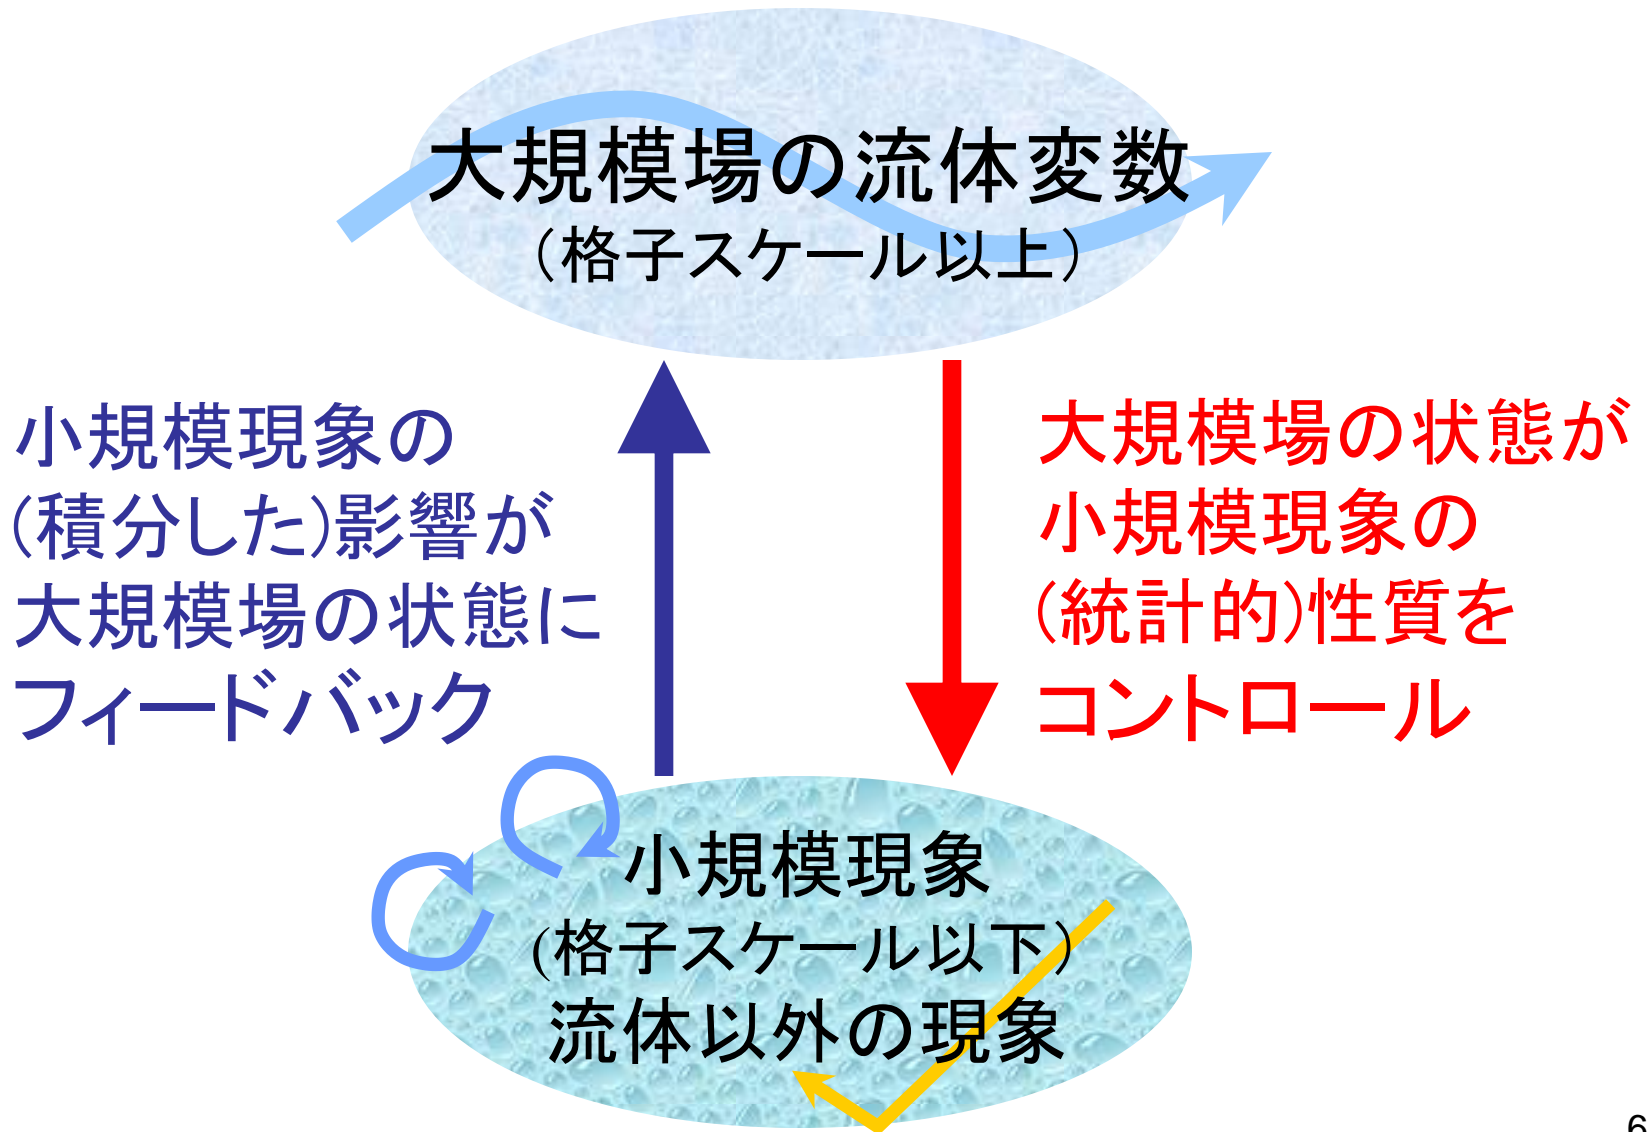 大規模場の流体変数
（格子スケール以上）
小規模現象の
(積分した)影響が
大規模場の状態に
フィードバック
大規模場の状態が
小規模現象の
(統計的)性質を
コントロール
小規模現象
(格子スケール以下）
流体以外の現象
6